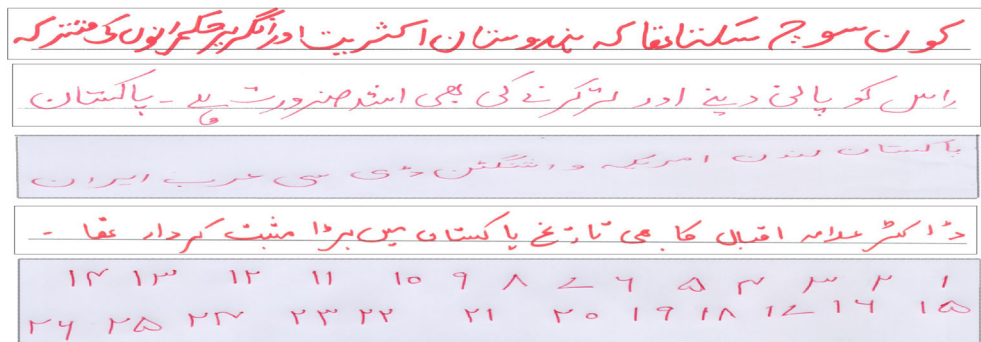 کون سوچ سکتا تھا کہ ہندوستان اکثریت اور انگریز حکمرانوں کی مشترکہ
اس کو پانی دینے اور تر کرنے کی بھی اشد ضرورت ہے ۔ پاکستان
پاکستان لندن امریکہ واشنگٹن ڈی سی عرب ایران
ڈاکٹر علامہ اقبال کا بھی تاریخ پاکستان میں بڑا مثبت کردار تھا ۔
۱ ۲ ۳ ۴ ۵ ۶ ۷ ۸ ۹ ۱۰ ۱۱ ۱۲ ۱۳ ۱۴
۱۵ ۱۶ ۱۷ ۱۸ ۱۹ ۲۰ ۲۱ ۲۲ ۲۳ ۲۴ ۲۵ ۲۶